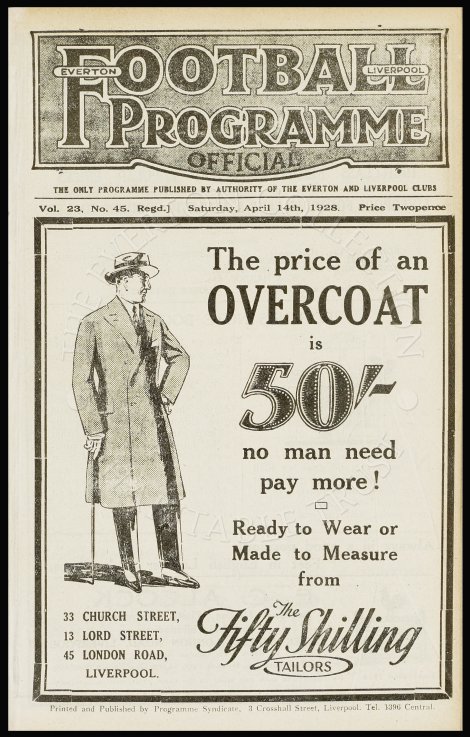 FOOTBALL
EVERTON
LIVERPOOL
PROGRAMME
OFFICIAL
THE ONLY PROGRAMME PUBLISHED BY AUTHORITY OF THE EVERTON AND LIVERPOOL CLUBS
Vol. 23, No. 45. Regd.] Saturday, April 14th, 1928. Price Twopence
The price of an
OVERCOAT
is
50/-
no man need
pay more!
Ready to Wear or
Made to Measure
from
The
Fifty Shilling
TAILORS
33 CHURCH STREET,
13 LORD STREET,
45 LONDON ROAD,
LIVERPOOL.
Printed and Published by Programme Syndicate, 3 Crosshall Street, Liverpool. Tel. 1396 Central.